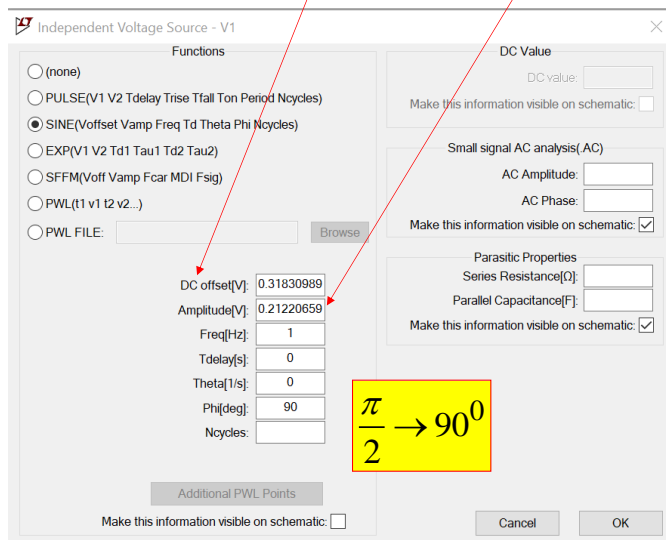 Independent Voltage Source - V1
Functions
(none)
PULSE(V1 V2 Tdelay Trise Tfall Ton Period Ncycles)
SINE(Voffset Vamp Freq Td Theta Phi Ncycles)
EXP(V1 V2 Td1 Tau1 Td2 Tau2)
SFFM(Voff Vamp Fcar MDI Fsig)
PWL(t1 v1 t2 v2...)
PWL FILE: Browse
DC offset[V]: 0.31830989
Amplitude[V]: 0.21220659
Freq[Hz]: 1
Tdelay[s]: 0
Theta[1/s]: 0
Phi[deg]: 90
Ncycles:
Additional PWL Points
Make this information visible on schematic:
π/2 → 90⁰
DC Value
DC value:
Make this information visible on schematic:
Small signal AC analysis(.AC)
AC Amplitude:
AC Phase:
Make this information visible on schematic:
Parasitic Properties
Series Resistance[Ω]:
Parallel Capacitance[F]:
Make this information visible on schematic:
Cancel OK